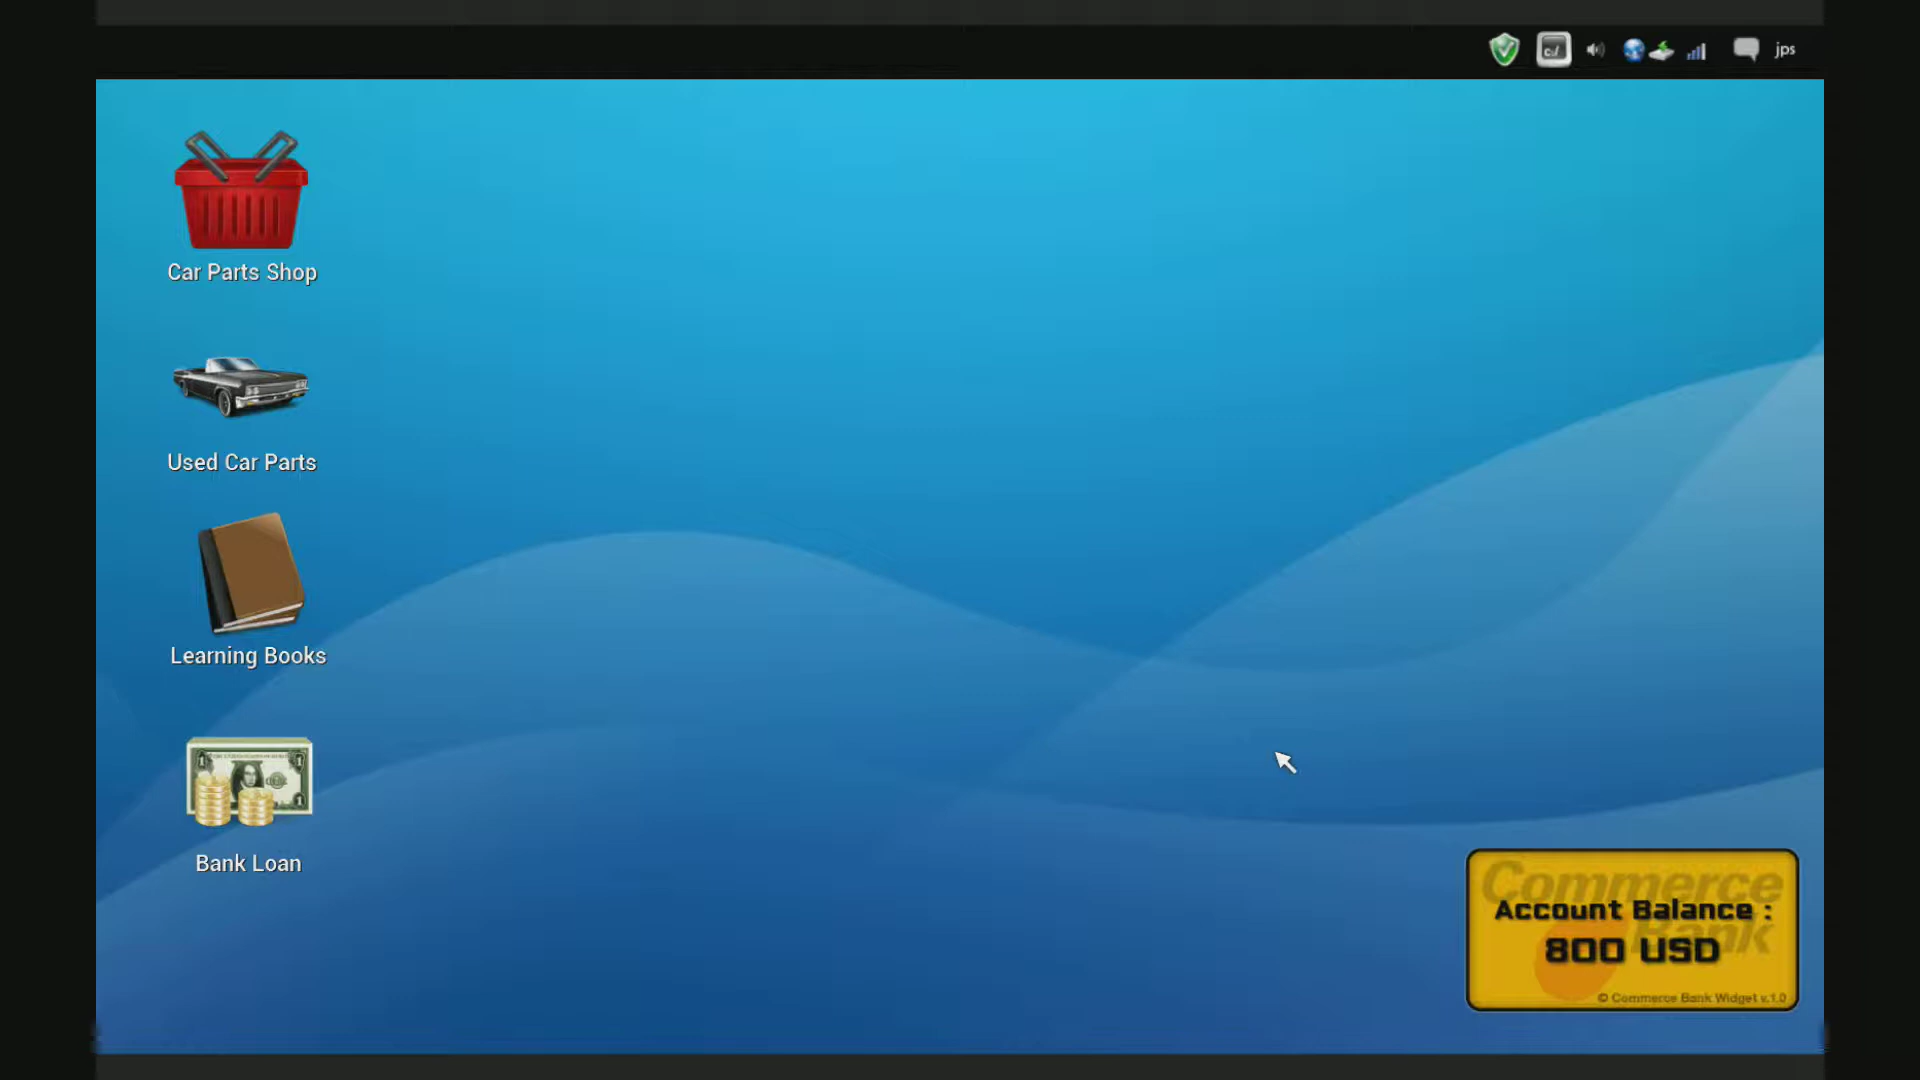 c:/
jps
Car Parts Shop
Used Car Parts
Learning Books
Bank Loan
Commerce
Account Balance :
Bank
800 USD
© Commerce Bank Widget v.1.0